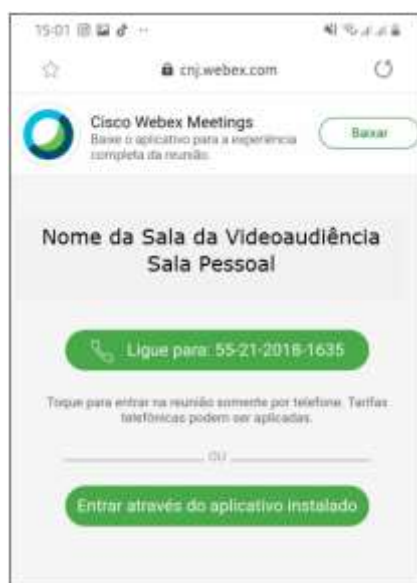 15:01
cnj.webex.com
Cisco Webex Meetings
Baixe o aplicativo para a experiência
completa da reunião.
Baixar
Nome da Sala da Videoaudiência
Sala Pessoal
Ligue para: 55-21-2018-1635
Toque para entrar na reunião somente por telefone. Tarifas
telefônicas podem ser aplicadas.
OU
Entrar através do aplicativo instalado